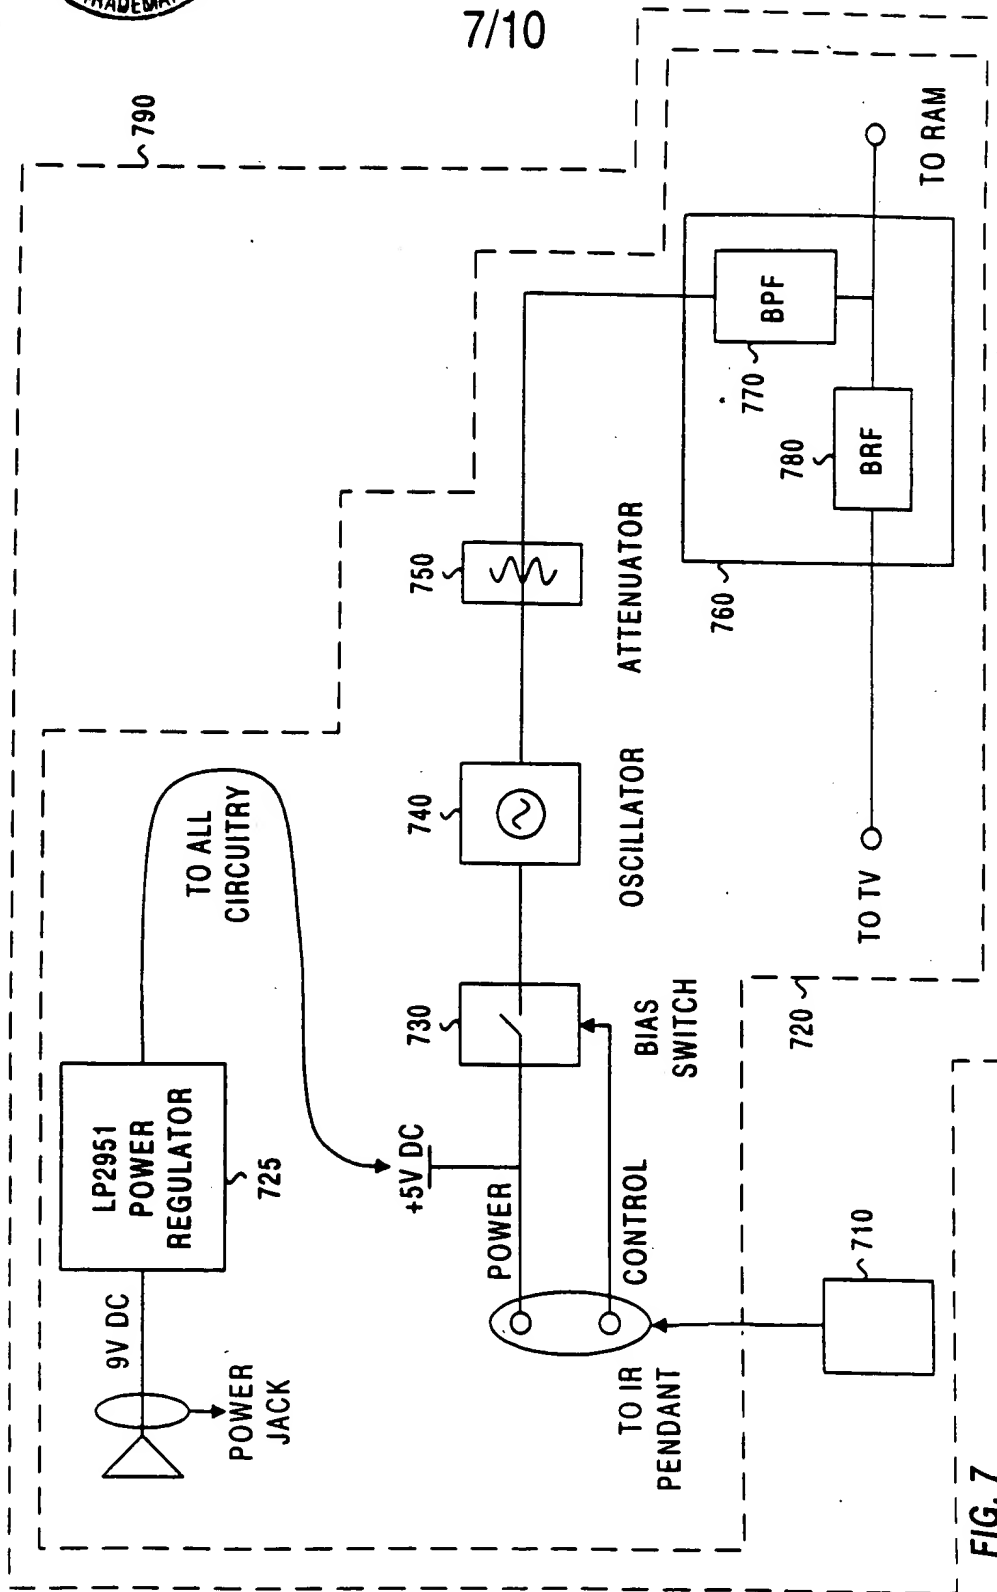 TRADEMAR
7/10
790
LP2951
POWER
REGULATOR
725
9V DC
POWER
JACK
TO ALL
CIRCUITRY
+5V DC
POWER
CONTROL
TO IR
PENDANT
710
730
BIAS
SWITCH
740
OSCILLATOR
750
ATTENUATOR
760
770
BPF
780
BRF
TO RAM
TO TV
720
FIG. 7